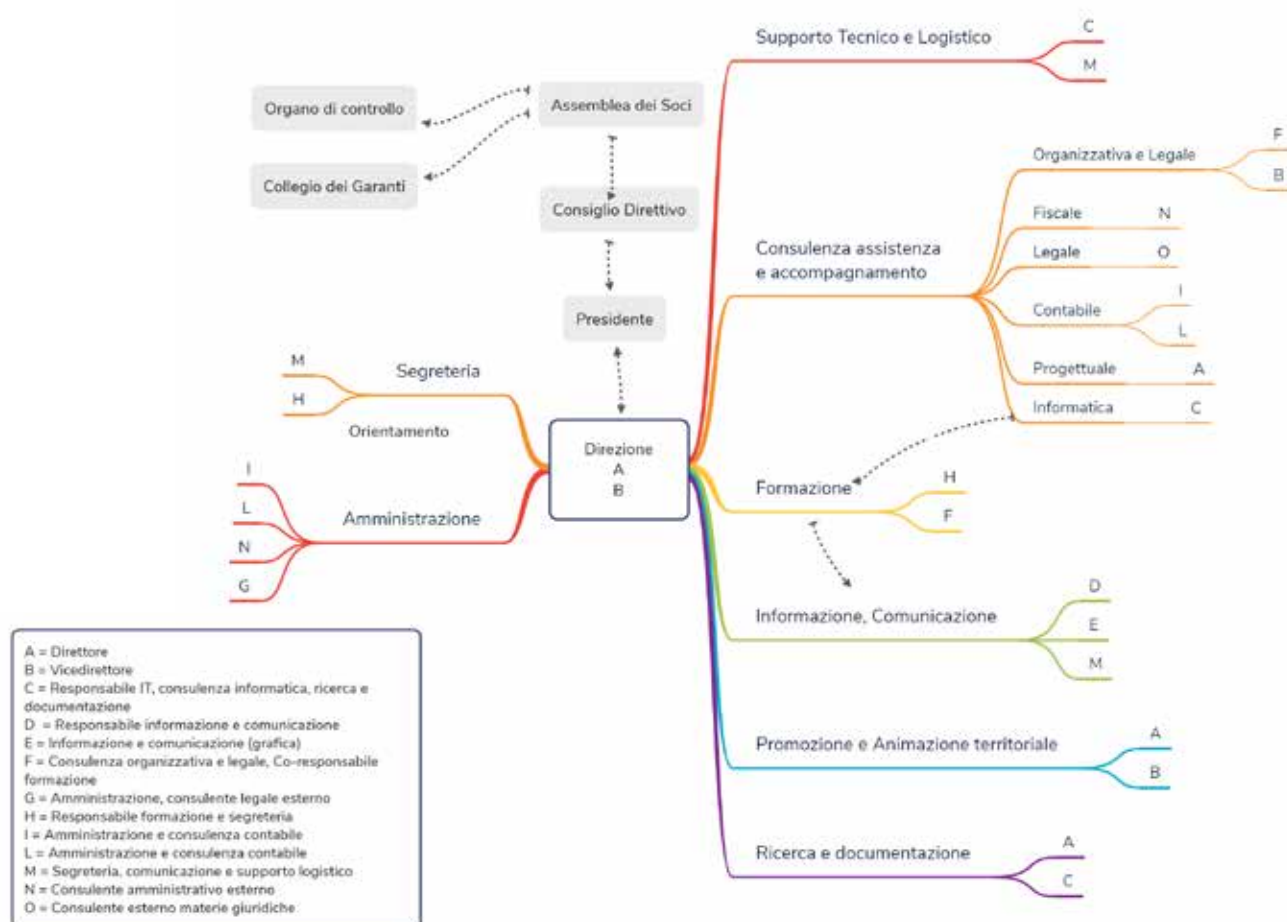 Supporto Tecnico e Logistico
C
M
Organo di controllo
Assemblea dei Soci
Collegio dei Garanti
Consiglio Direttivo
Presidente
Organizzativa e Legale
F
B
Fiscale
N
Legale
O
Consulenza assistenza
e accompagnamento
Contabile
I
L
Progettuale
A
Informatica
C
M
H
Segreteria
Orientamento
Direzione
A
B
I
L
N
G
Amministrazione
Formazione
H
F
Informazione, Comunicazione
D
E
M
Promozione e Animazione territoriale
A
B
Ricerca e documentazione
A
C
A = Direttore
B = Vicedirettore
C = Responsabile IT, consulenza informatica, ricerca e
documentazione
D = Responsabile informazione e comunicazione
E = Informazione e comunicazione (grafica)
F = Consulenza organizzativa e legale, Co-responsabile
formazione
G = Amministrazione, consulente legale esterno
H = Responsabile formazione e segreteria
I = Amministrazione e consulenza contabile
L = Amministrazione e consulenza contabile
M = Segreteria, comunicazione e supporto logistico
N = Consulente amministrativo esterno
O = Consulente esterno materie giuridiche